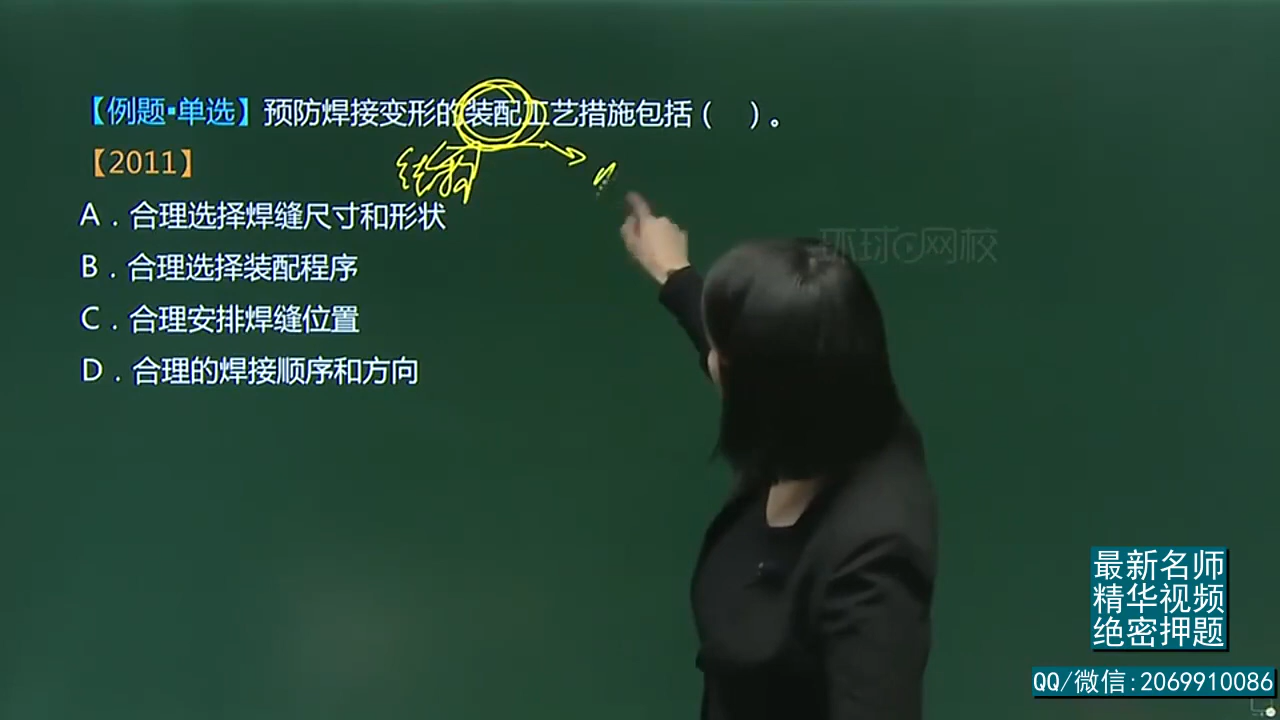 【例题·单选】预防焊接变形的装配工艺措施包括（ ）。
结构
【2011】
A．合理选择焊缝尺寸和形状
B．合理选择装配程序
C．合理安排焊缝位置
D．合理的焊接顺序和方向
环球网校
最新名师
精华视频
绝密押题
QQ/微信:2069910086